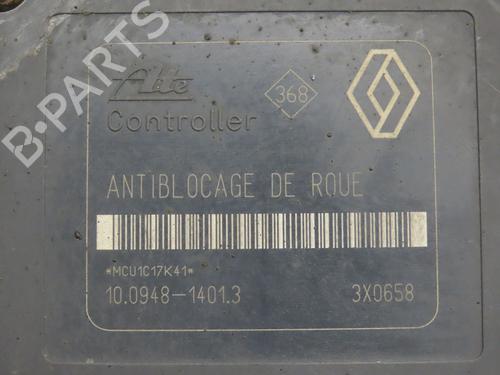 B-PARTS
Ate
368
Controller
ANTIBLOCAGE DE ROUE
*MCU1C17K41*
10.0948-1401.3 3X0658